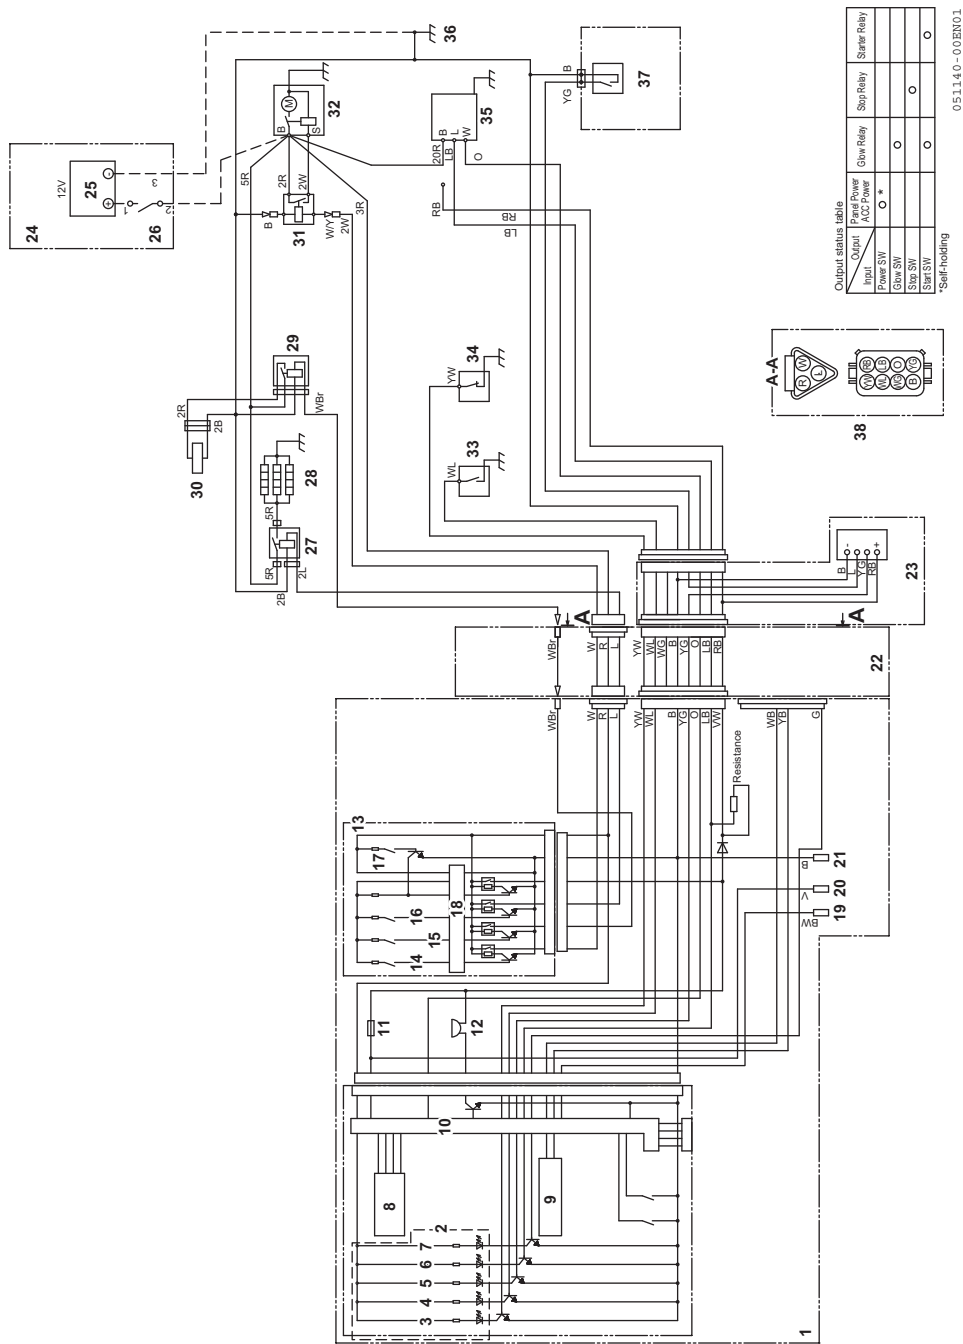 36
B
YG
37
M
B
S
32
35
B
L
W
20R
LB
O
RB
RB
LB
24
12V
25
+
-
3
1
2
26
5R
2R
2W
B
31
W/Y
2W
3R
29
WBr
2R
2B
30
28
5R
27
5R
2B
2L
34
YW
33
WL
Output status table
Output
Input
Panel Power
ACC Power
Glow Relay
Stop Relay
Starter Relay
Power SW
*
Glow SW
Stop SW
Start SW
*Self-holding
051140-00EN01
A-A
R
W
L
YW
RB
WL
LB
WG
O
B
YG
38
B
L
YG
RB
-
+
23
A
A
22
WBr
W
R
L
YW
WL
WG
B
YG
O
LB
RB
WBr
W
R
L
YW
WL
B
YG
O
LB
VW
WB
YB
G
Resistance
13
17
16
15
14
18
B
21
V
20
BW
19
11
12
10
8
9
2
7
6
5
4
3
1